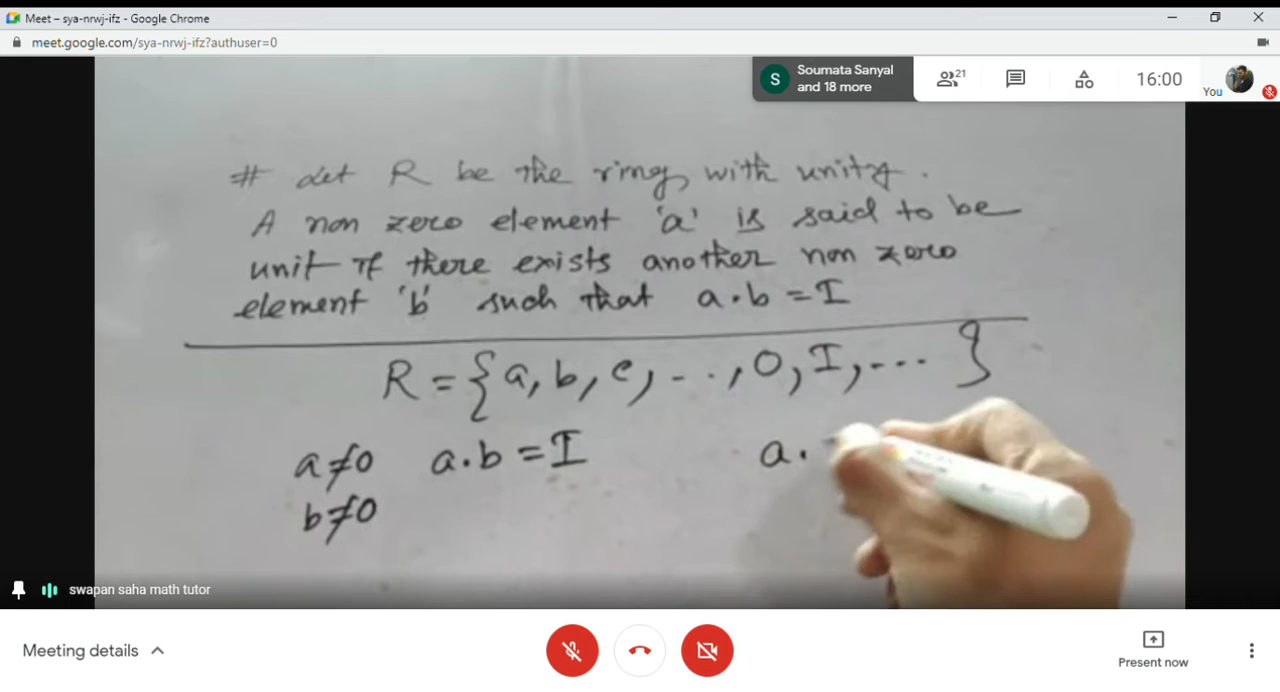 Meet – sya-nrwj-ifz - Google Chrome
meet.google.com/sya-nrwj-ifz?authuser=0
S Soumata Sanyal
and 18 more
21
16:00
You
# Let R be the ring with unity.
A non zero element 'a' is said to be
unit if there exists another non zero
element 'b' such that a.b = I
R = {a, b, c, - . . , 0, I, - . . . }
a≠0 a.b = I a.
b≠0
swapan saha math tutor
Meeting details
Present now